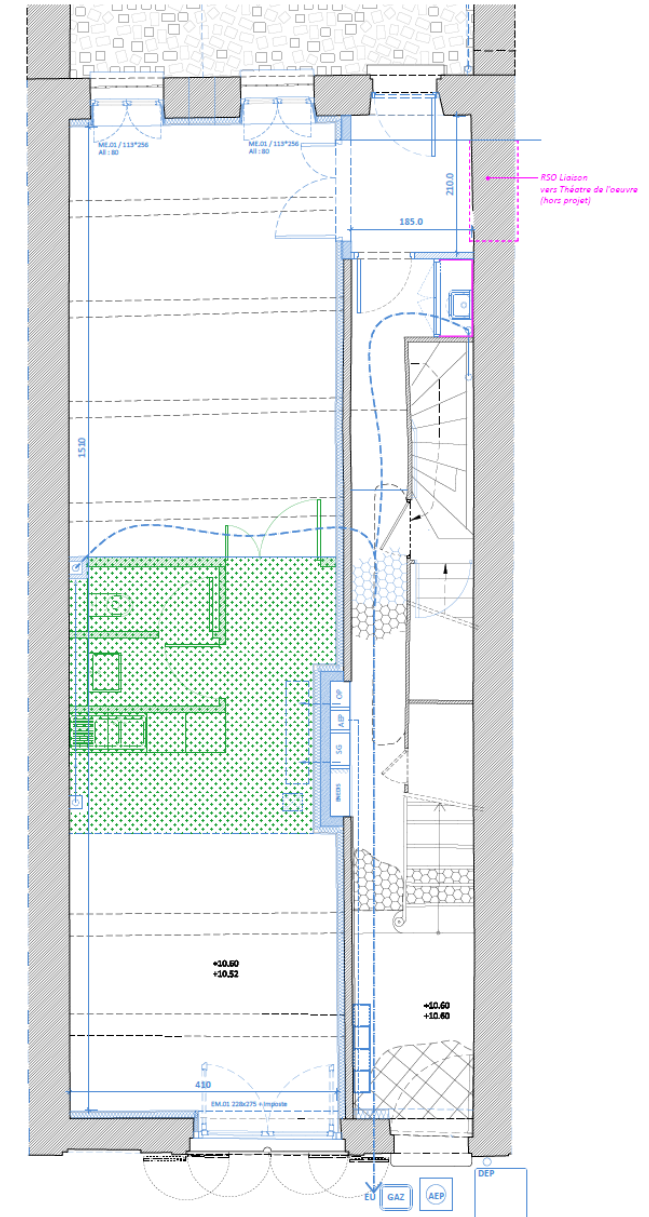 ME.01 / 113*256
All : 80
ME.01 / 113*256
All : 80
210.0
185.0
RSO Liaison
vers Théatre de l'oeuvre
(hors projet)
1510
OP
AEP
SG
+10.60
+10.52
+10.60
+10.60
410
EM.01 228x275 + Imposte
EU
GAZ
AEP
DEP